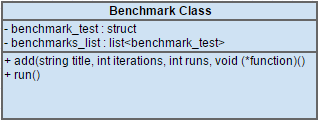 Benchmark Class
- benchmark_test : struct
- benchmarks_list : list<benchmark_test>
+ add(string title, int iterations, int runs, void (*function)()
+ run()